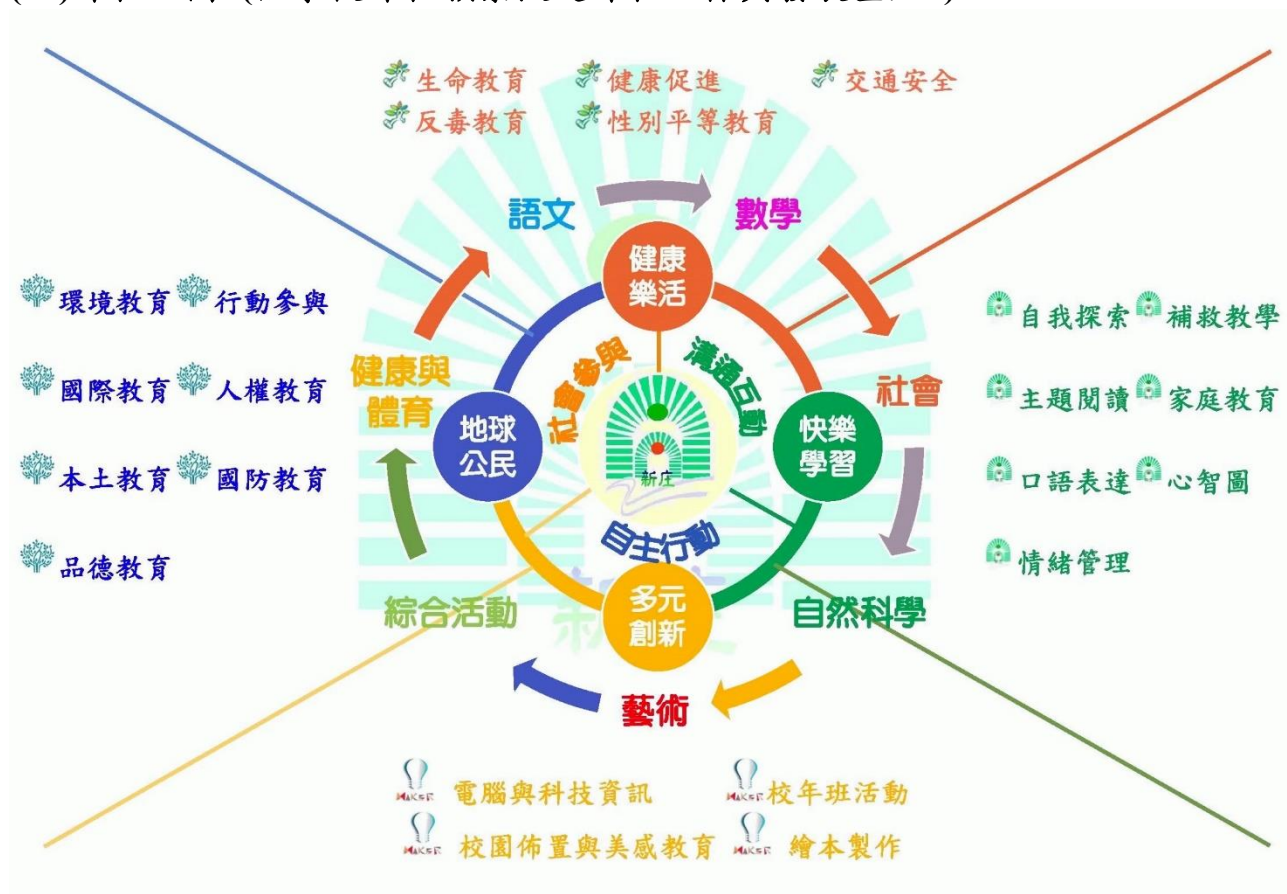 生命教育 健康促進 交通安全
反毒教育 性別平等教育
語文 數學
健康
樂活
環境教育 行動參與
國際教育 人權教育
本土教育 國防教育
品德教育
健康與
體育
地球
公民
社會參與
溝通互動
新庄
自主行動
社會
快樂
學習
自我探索 補救教學
主題閱讀 家庭教育
口語表達 心智圖
情緒管理
綜合活動
多元
創新
自然科學
藝術
MAKER 電腦與科技資訊 MAKER 校年班活動
MAKER 校園佈置與美感教育 MAKER 繪本製作